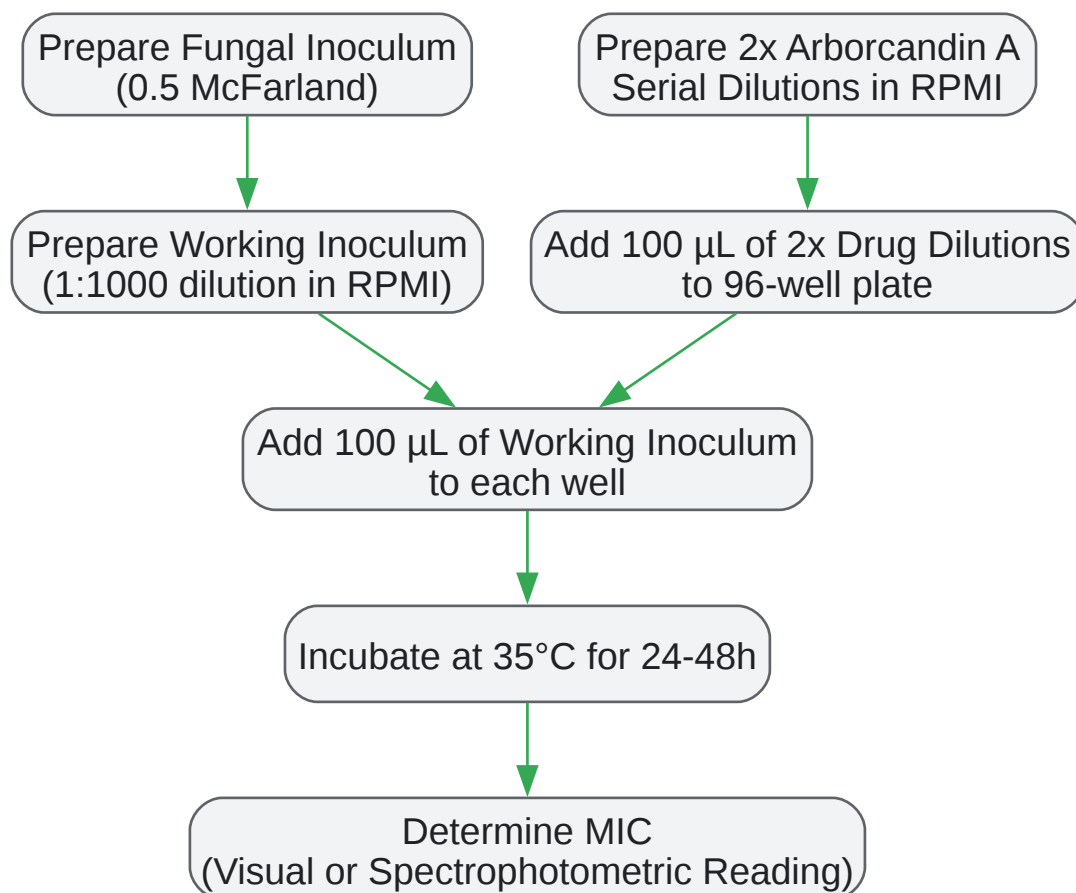 Prepare Fungal Inoculum
(0.5 McFarland)
Prepare 2x Arborcandin A
Serial Dilutions in RPMI
Prepare Working Inoculum
(1:1000 dilution in RPMI)
Add 100 µL of 2x Drug Dilutions
to 96-well plate
Add 100 µL of Working Inoculum
to each well
Incubate at 35°C for 24-48h
Determine MIC
(Visual or Spectrophotometric Reading)